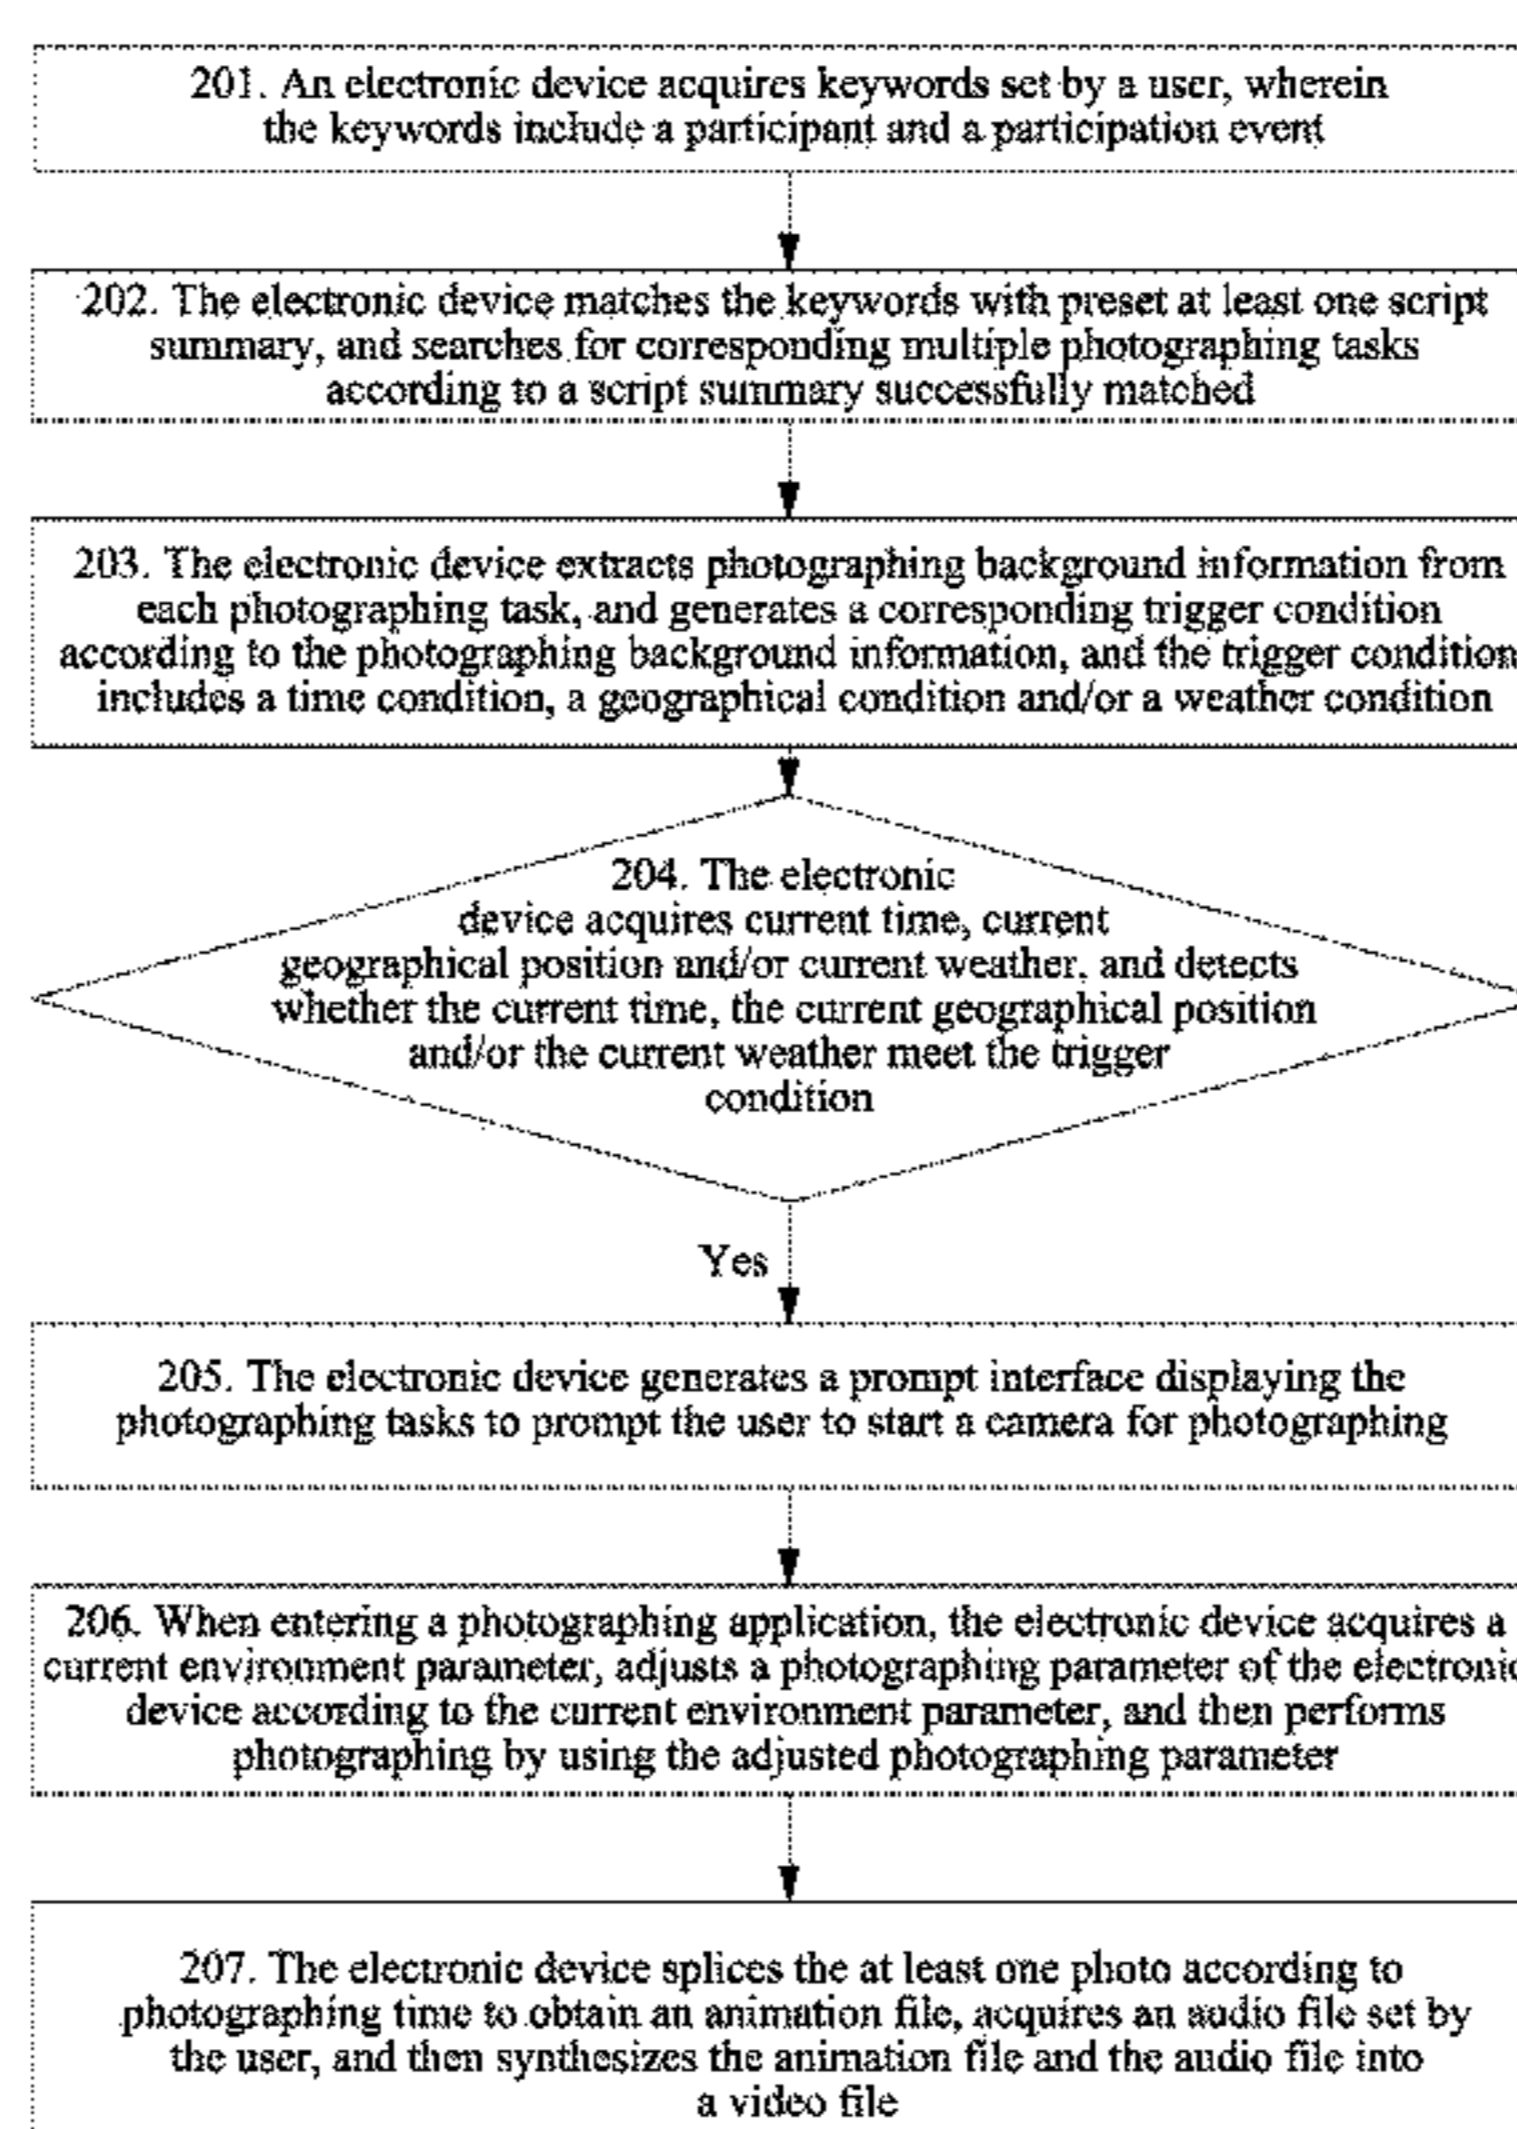 201. An electronic device acquires keywords set by a user, wherein
the keywords include a participant and a participation event
202. The electronic device matches the keywords with preset at least one script
summary, and searches for corresponding multiple photographing tasks
according to a script summary successfully matched
203. The electronic device extracts photographing background information from
each photographing task, and generates a corresponding trigger condition
according to the photographing background information, and the trigger condition
includes a time condition, a geographical condition and/or a weather condition
204. The electronic
device acquires current time, current
geographical position and/or current weather, and detects
whether the current time, the current geographical position
and/or the current weather meet the trigger
condition
Yes
205. The electronic device generates a prompt interface displaying the
photographing tasks to prompt the user to start a camera for photographing
206. When entering a photographing application, the electronic device acquires a
current environment parameter, adjusts a photographing parameter of the electronic
device according to the current environment parameter, and then performs
photographing by using the adjusted photographing parameter
207. The electronic device splices the at least one photo according to
photographing time to obtain an animation file, acquires an audio file set by
the user, and then synthesizes the animation file and the audio file into
a video file